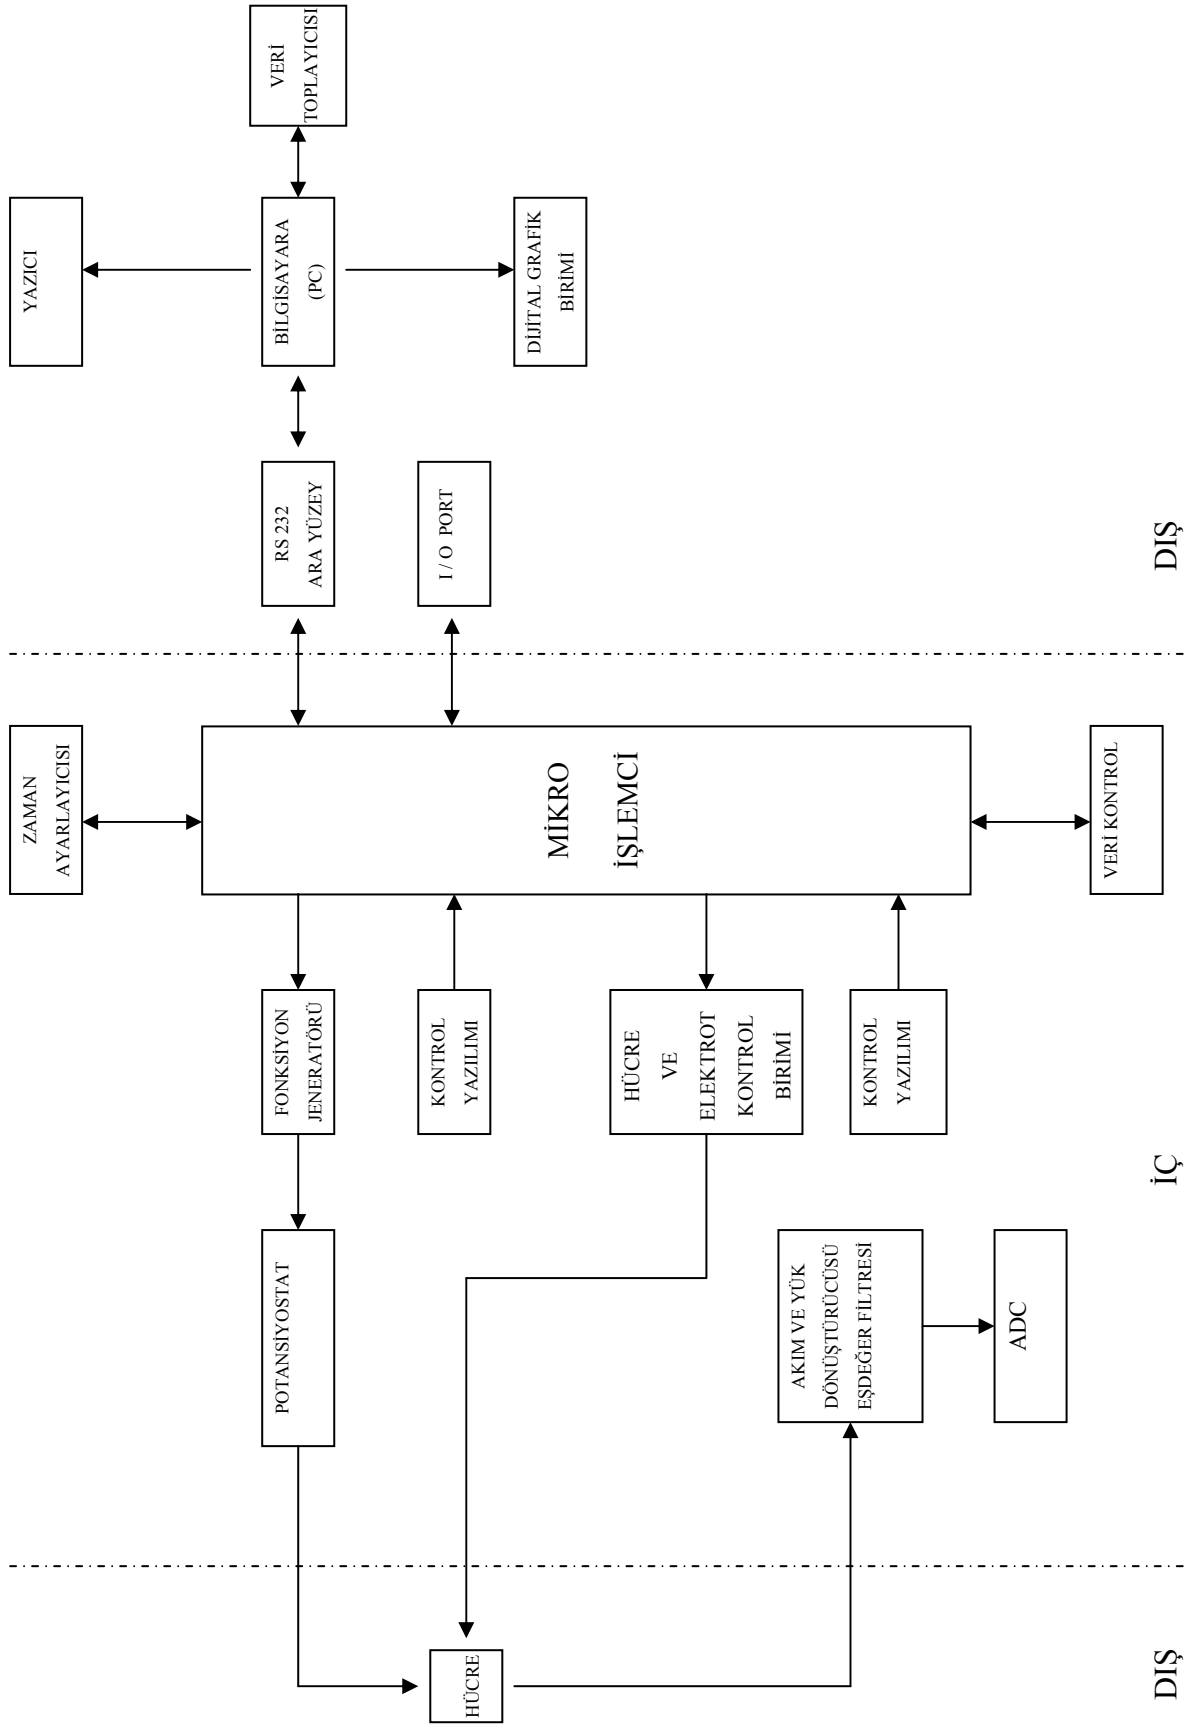 HÜCRE
POTANSİYOSTAT
FONKSİYON
JENERATÖRÜ
KONTROL
YAZILIMI
HÜCRE
VE
ELEKTROT
KONTROL
BİRİMİ
AKIM VE YÜK
DÖNÜŞTÜRÜCÜSÜ
EŞDEĞER FİLTRESİ
ADC
KONTROL
YAZILIMI
ZAMAN
AYARLAYICISI
MİKRO
İŞLEMCİ
VERİ KONTROL
RS 232
ARA YÜZEY
I / O PORT
YAZICI
BİLGİSAYARA
(PC)
DIJİTAL GRAFİK
BİRİMİ
VERİ
TOPLAYICISI
DIŞ
İÇ
DIŞ